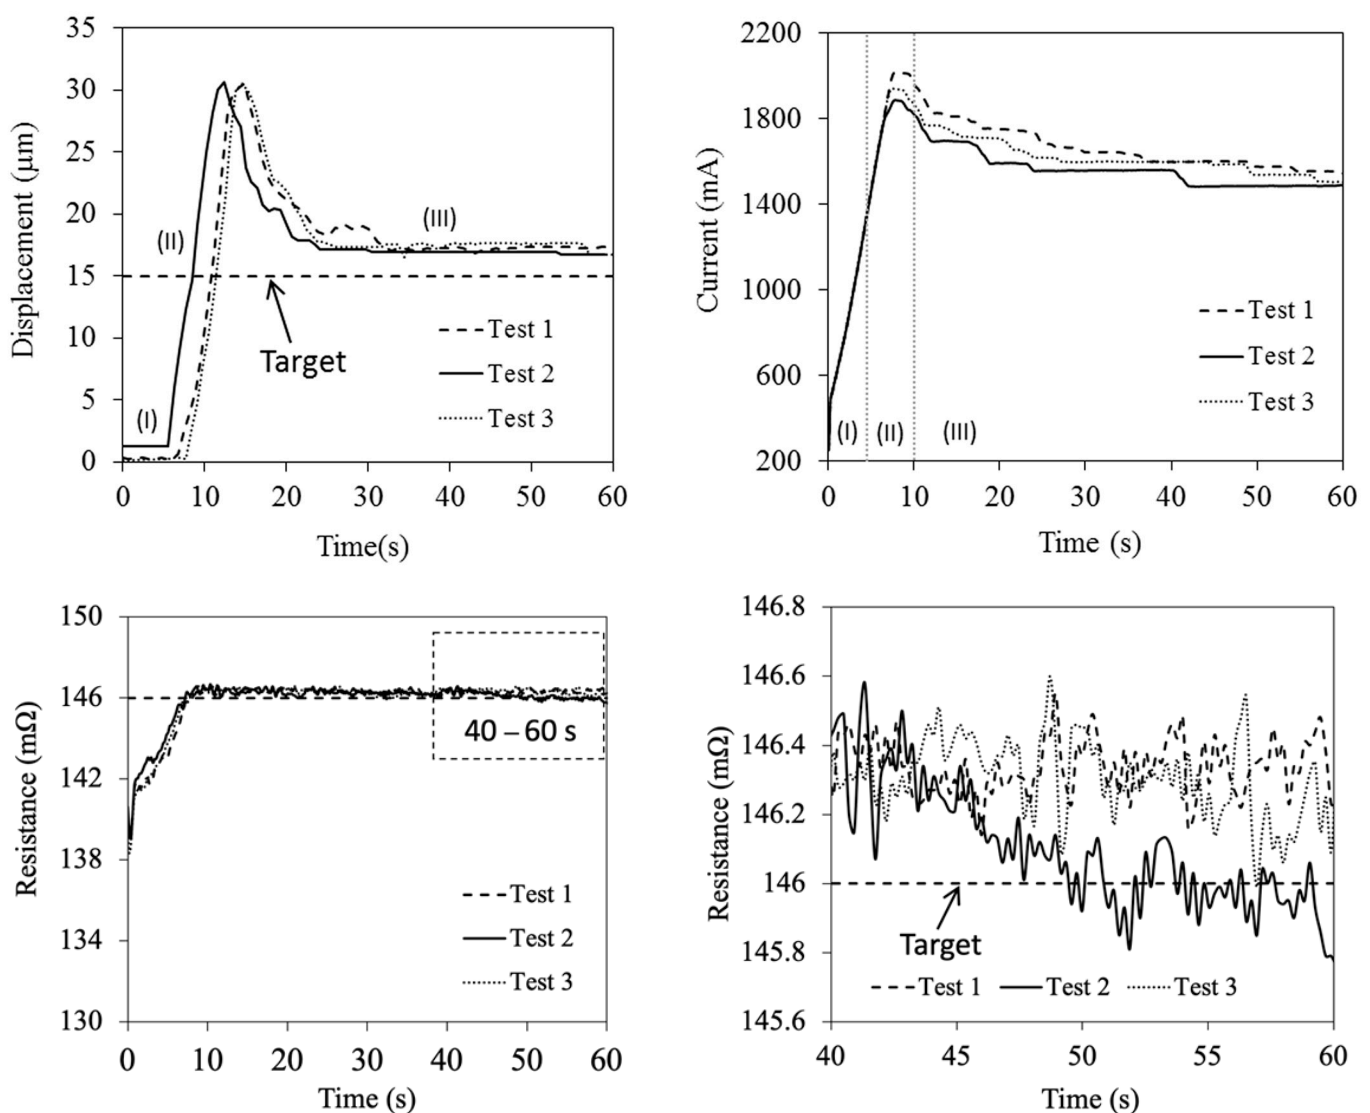 Displacement (µm)
35
30
25
20
15
10
5
0
(I)
(II)
(III)
Target
Test 1
Test 2
Test 3
0 10 20 30 40 50 60
Time(s)
Current (mA)
2200
1800
1400
1000
600
200
(I) (II) (III)
Test 1
Test 2
Test 3
0 10 20 30 40 50 60
Time (s)
Resistance (mΩ)
150
146
142
138
134
130
40 – 60 s
Test 1
Test 2
Test 3
0 10 20 30 40 50 60
Time (s)
Resistance (mΩ)
146.8
146.6
146.4
146.2
146
145.8
145.6
Target
Test 1 Test 2 Test 3
40 45 50 55 60
Time (s)